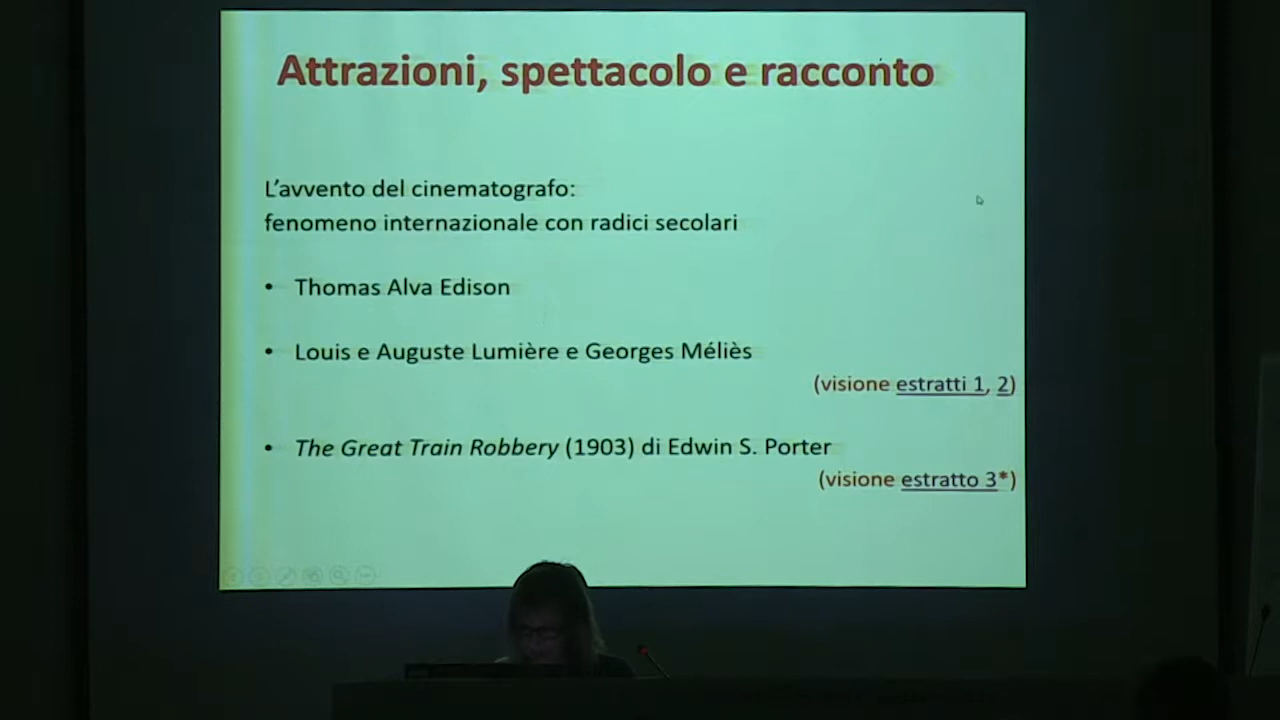 Attrazioni, spettacolo e racconto
L'avvento del cinematografo:
fenomeno internazionale con radici secolari
• Thomas Alva Edison
• Louis e Auguste Lumière e Georges Méliès
(visione estratti 1, 2)
• The Great Train Robbery (1903) di Edwin S. Porter
(visione estratto 3*)